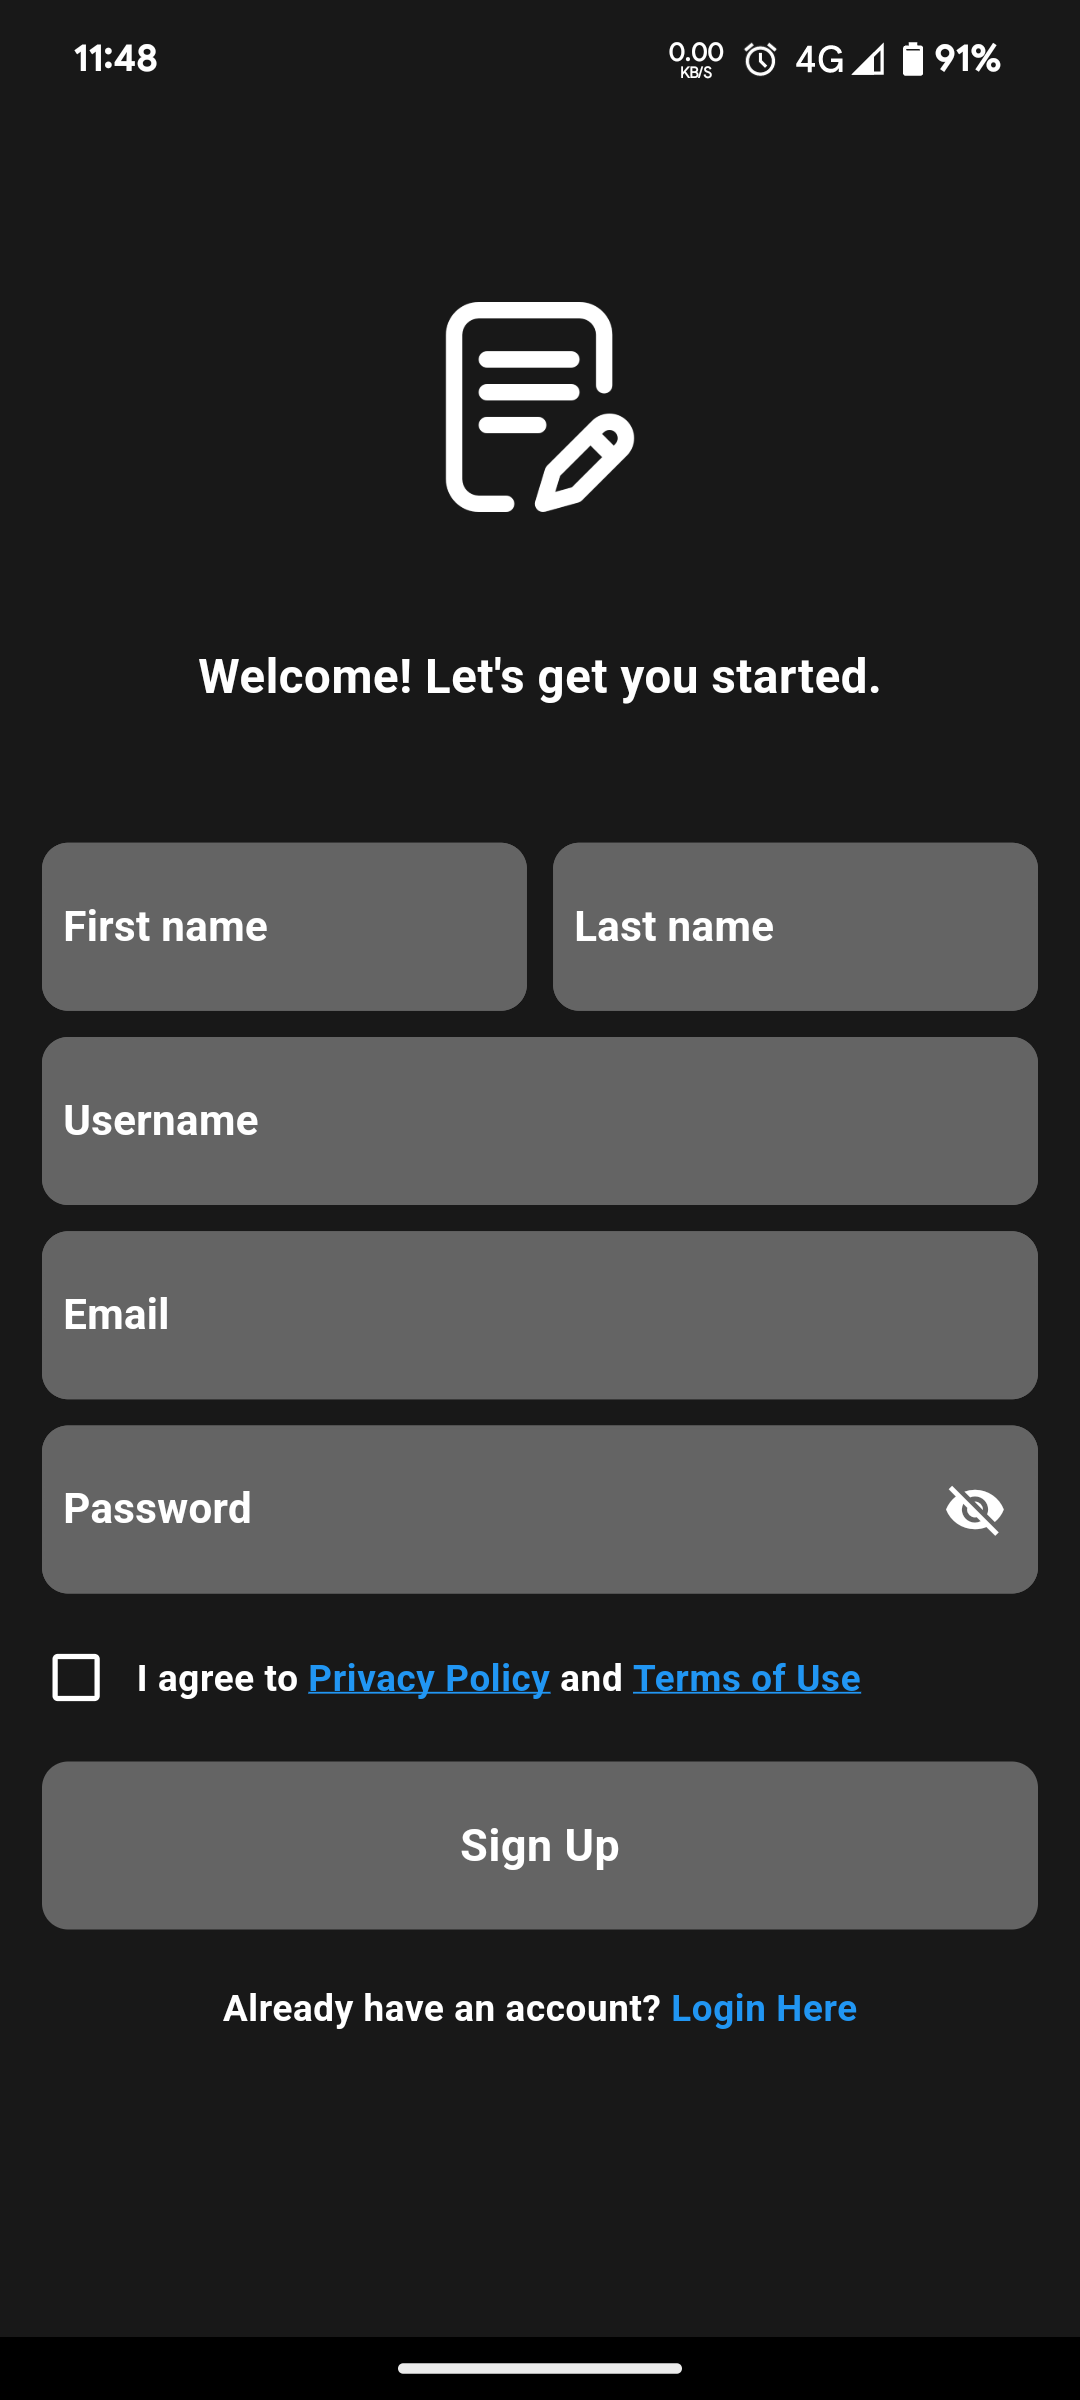 11:48 0.00 KB/S 4G 91%
Welcome! Let's get you started.
First name Last name
Username
Email
Password
I agree to Privacy Policy and Terms of Use
Sign Up
Already have an account? Login Here